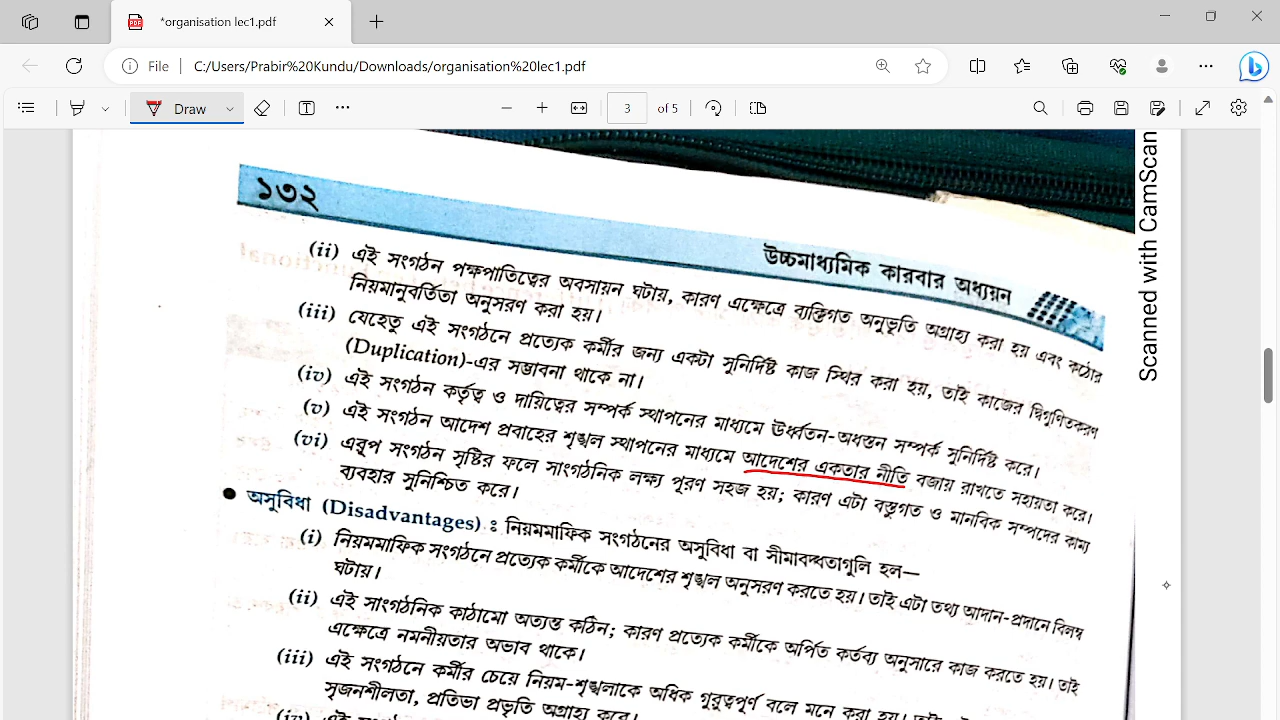 *organisation lec1.pdf
File | C:/Users/Prabir%20Kundu/Downloads/organisation%20lec1.pdf
Draw 3 of 5
Scanned with CamScan
১৩২
উচ্চমাধ্যমিক কারবার অধ্যয়ন
(ii) এই সংগঠন পক্ষপাতিত্বের অবসায়ন ঘটায়, কারণ এক্ষেত্রে ব্যক্তিগত অনুভূতি অগ্রাহ্য করা হয় এবং কঠোর
নিয়মানুবর্তিতা অনুসরণ করা হয়।
(iii) যেহেতু এই সংগঠনে প্রত্যেক কর্মীর জন্য একটা সুনির্দিষ্ট কাজ স্থির করা হয়, তাই কাজের দ্বিগুণিতকরণ
(Duplication)-এর সম্ভাবনা থাকে না।
(iv) এই সংগঠন কর্তৃত্ব ও দায়িত্বের সম্পর্ক স্থাপনের মাধ্যমে ঊর্ধ্বতন-অধস্তন সম্পর্ক সুনির্দিষ্ট করে।
(v) এই সংগঠন আদেশ প্রবাহের শৃঙ্খল স্থাপনের মাধ্যমে আদেশের একতার নীতি বজায় রাখতে সহায়তা করে।
(vi) এরূপ সংগঠন সৃষ্টির ফলে সাংগঠনিক লক্ষ্য পূরণ সহজ হয়; কারণ এটা বস্তুগত ও মানবিক সম্পদের কাম্য
ব্যবহার সুনিশ্চিত করে।
● অসুবিধা (Disadvantages) : নিয়মমাফিক সংগঠনের অসুবিধা বা সীমাবদ্ধতাগুলি হল—
(i) নিয়মমাফিক সংগঠনে প্রত্যেক কর্মীকে আদেশের শৃঙ্খল অনুসরণ করতে হয়। তাই এটা তথ্য আদান-প্রদানে বিলম্ব
ঘটায়।
(ii) এই সাংগঠনিক কাঠামো অত্যন্ত কঠিন; কারণ প্রত্যেক কর্মীকে অর্পিত কর্তব্য অনুসারে কাজ করতে হয়। তাই
এক্ষেত্রে নমনীয়তার অভাব থাকে।
(iii) এই সংগঠনে কর্মীর চেয়ে নিয়ম-শৃঙ্খলাকে অধিক গুরুত্বপূর্ণ বলে মনে করা হয়। তাই
সৃজনশীলতা, প্রতিভা প্রভৃতি অগ্রাহ্য করে।
(iv) এই